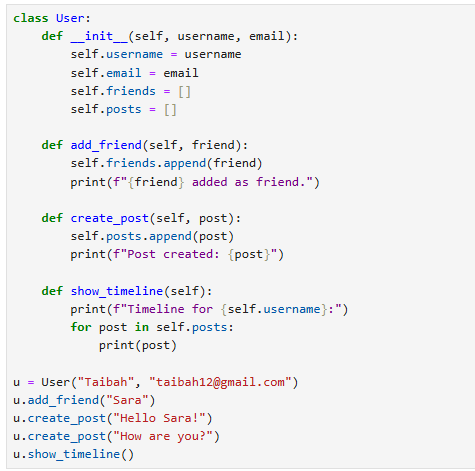 class User:
    def __init__(self, username, email):
        self.username = username
        self.email = email
        self.friends = []
        self.posts = []

    def add_friend(self, friend):
        self.friends.append(friend)
        print(f"{friend} added as friend.")

    def create_post(self, post):
        self.posts.append(post)
        print(f"Post created: {post}")

    def show_timeline(self):
        print(f"Timeline for {self.username}:")
        for post in self.posts:
            print(post)

u = User("Taibah", "taibah12@gmail.com")
u.add_friend("Sara")
u.create_post("Hello Sara!")
u.create_post("How are you?")
u.show_timeline()